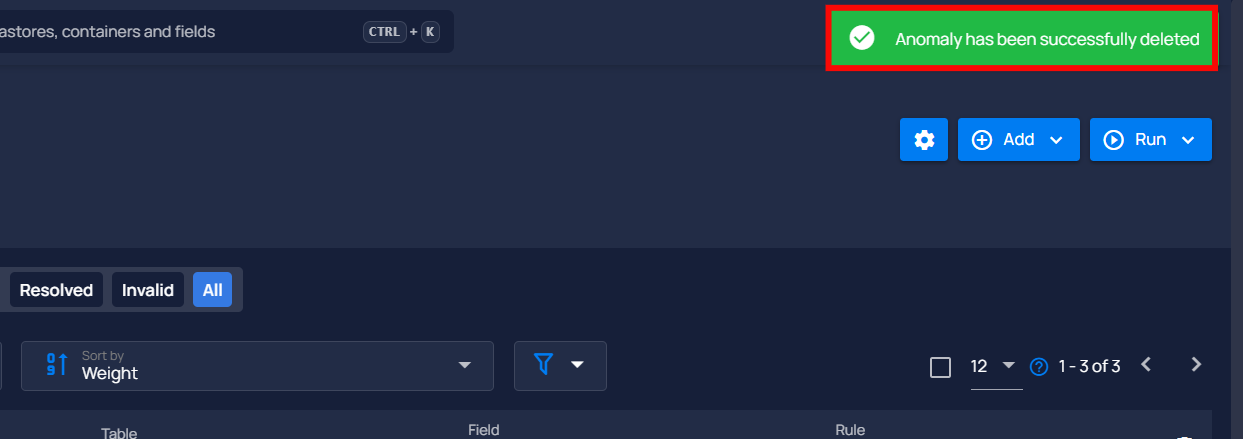 astores, containers and fields CTRL + K
Anomaly has been successfully deleted
Add Run
Resolved Invalid All
Sort by
Weight
12 1 - 3 of 3
Table Field Rule